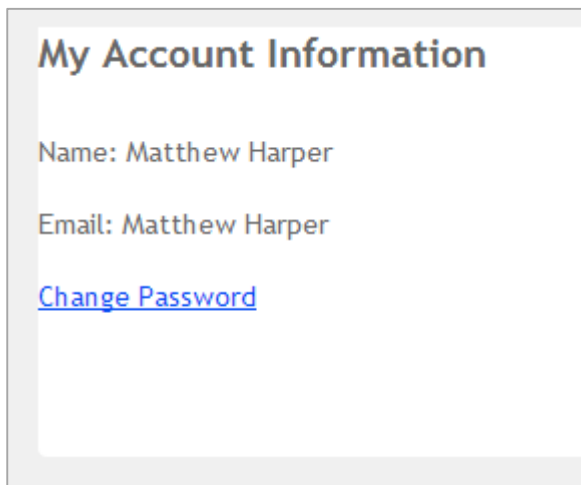 My Account Information
Name: Matthew Harper
Email: Matthew Harper
Change Password